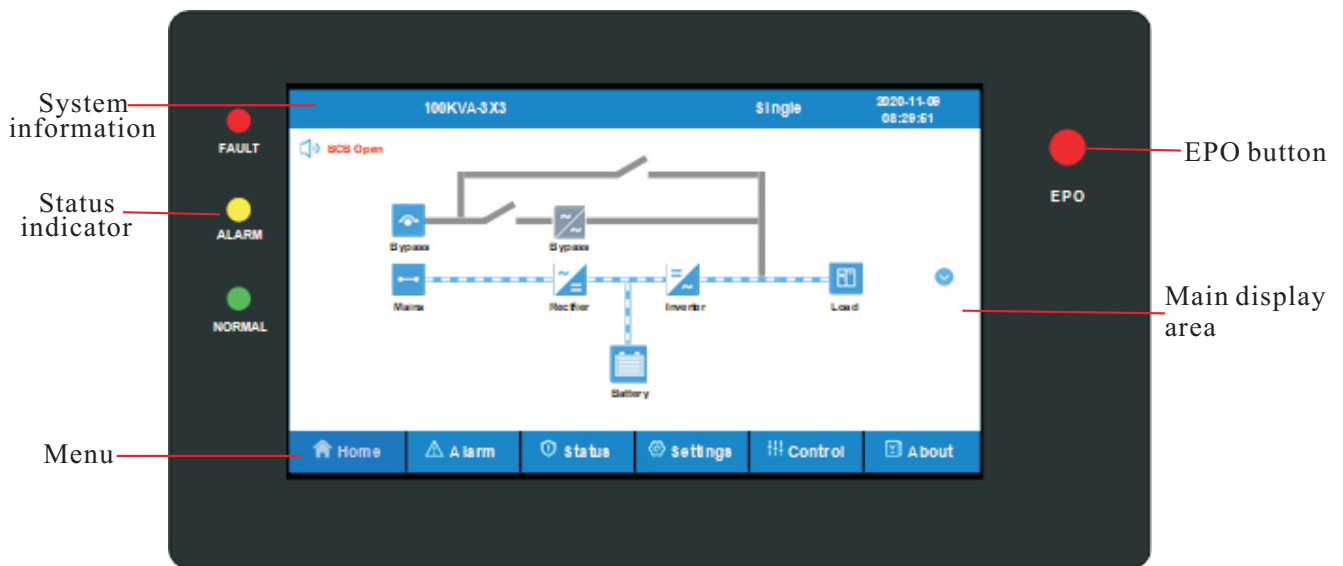 System
information
100KVA-3X3
Single
2020-11-09
08:29:51
FAULT
BCB Open
EPO button
EPO
Status
indicator
ALARM
Bypass
Bypass
Mains
Rectifier
Inverter
Load
NORMAL
Main display
area
Battery
Menu
Home
Alarm
Status
Settings
Control
About